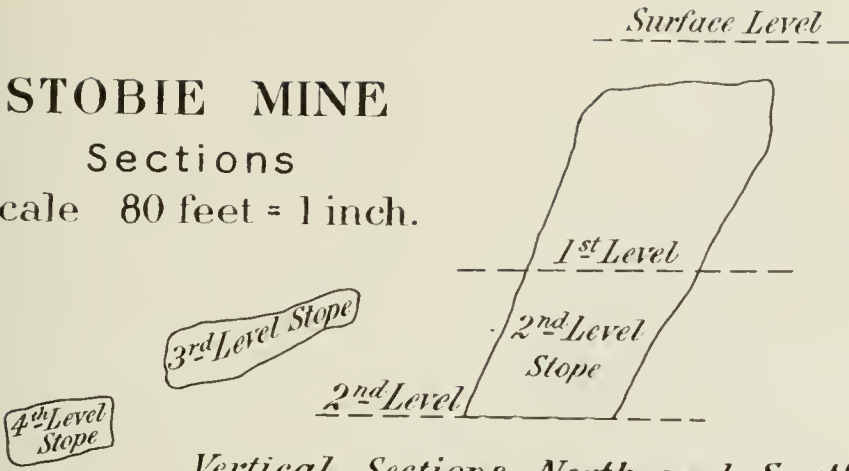 Surface Level
STOBIE MINE
Sections
cale 80 feet = 1 inch.
1st Level
2nd Level
Stope
3rd Level Stope
2nd Level
4th Level
Stope
Vertical Sections North and South